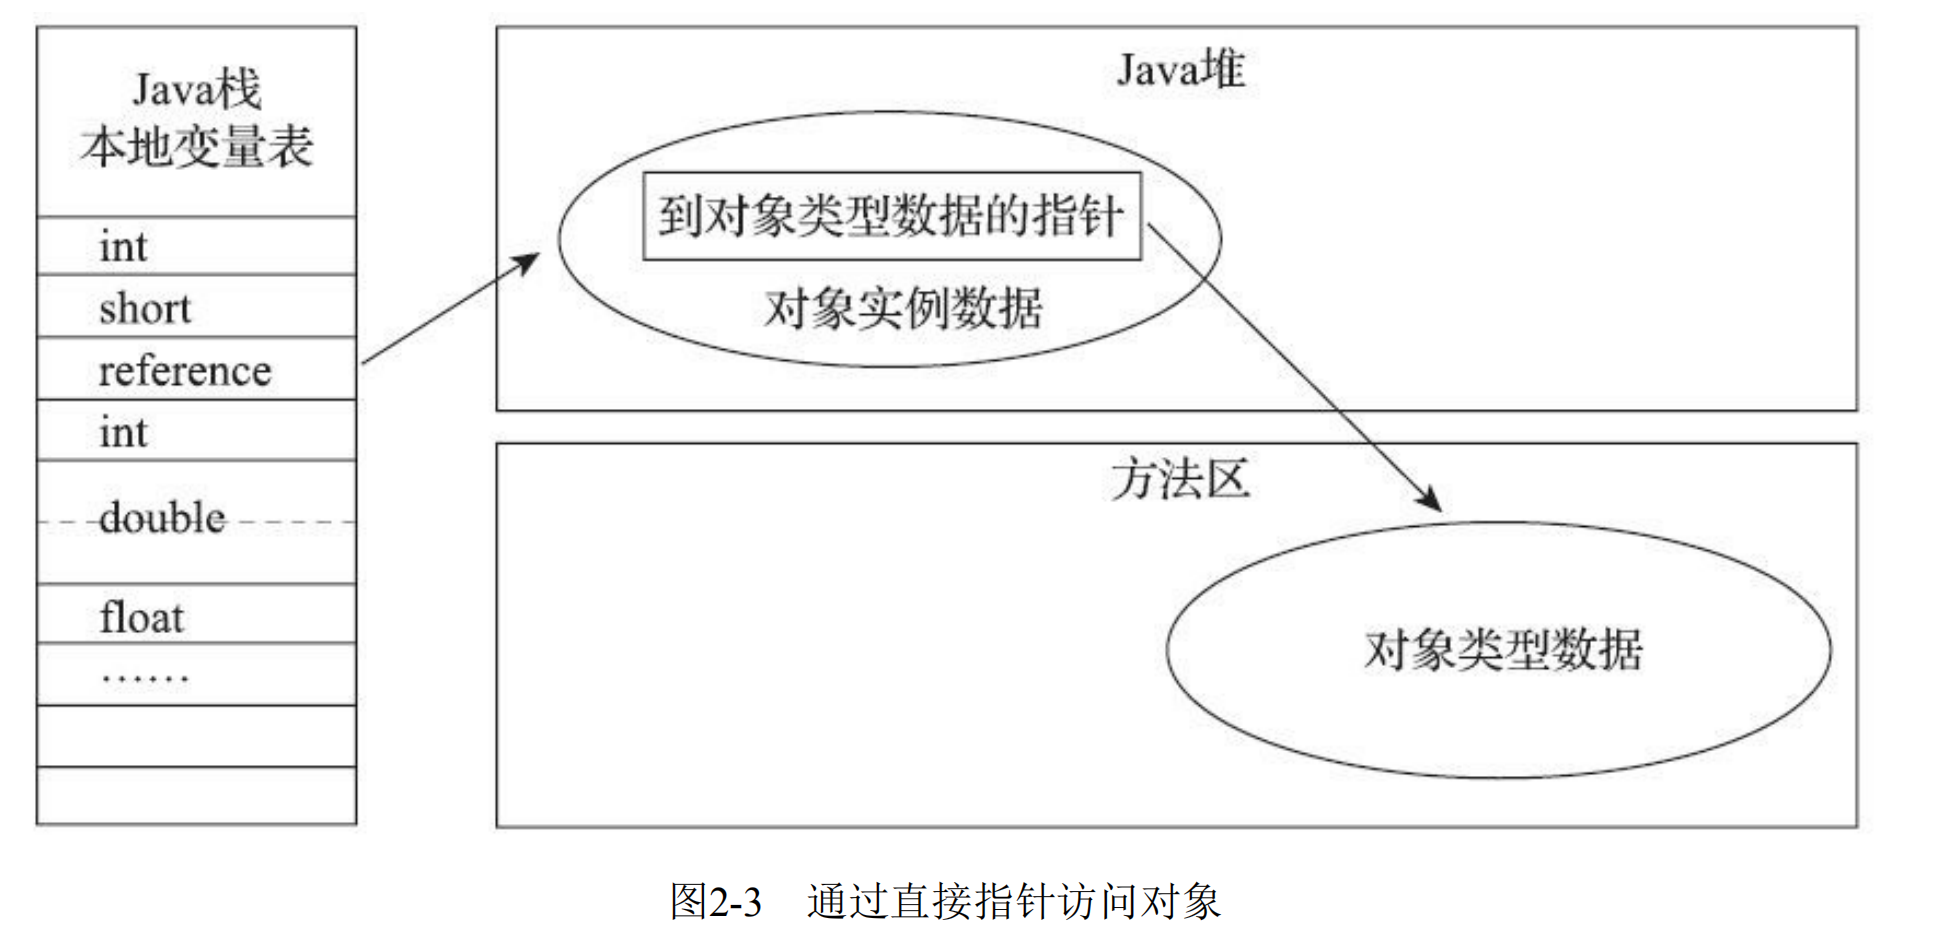 Java栈
本地变量表
int
short
reference
int
double
float
……
Java堆
到对象类型数据的指针
对象实例数据
方法区
对象类型数据
图2-3 通过直接指针访问对象